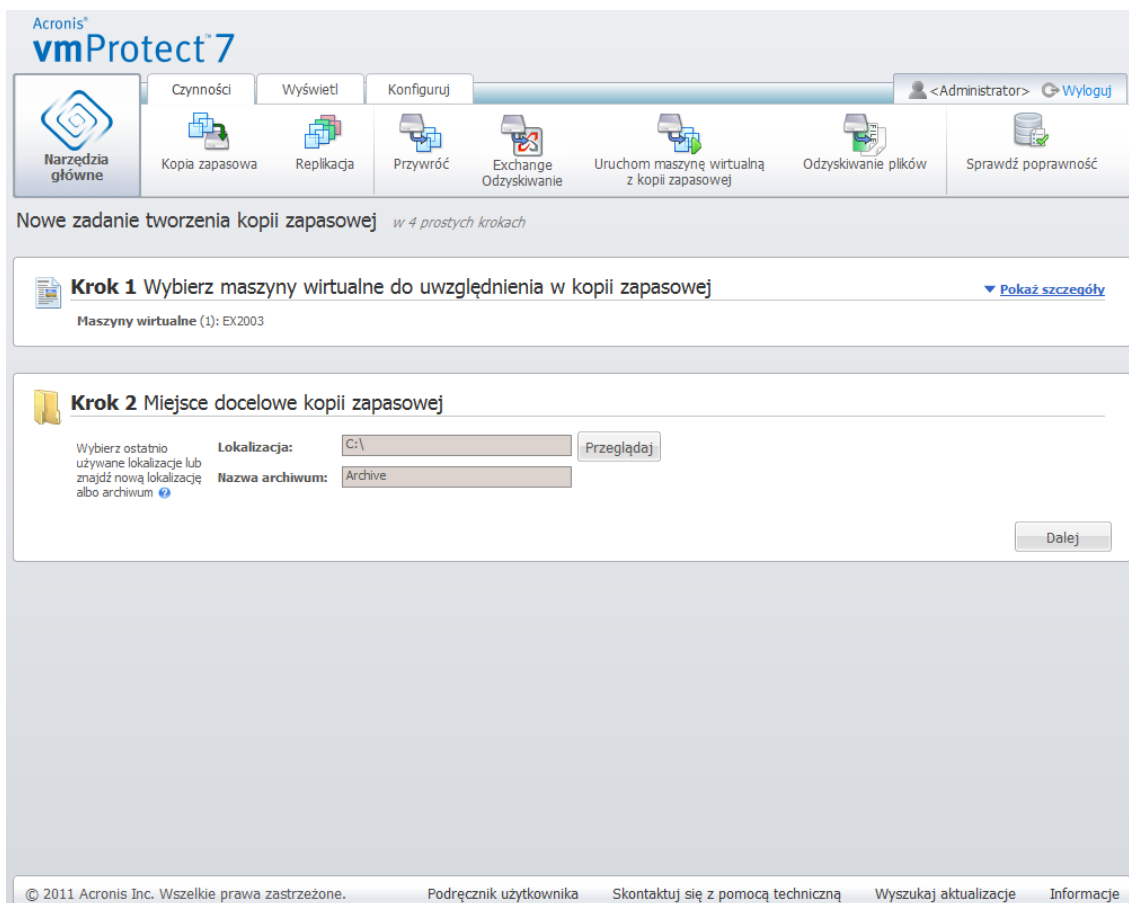 Acronis®
vmProtect™ 7
Czynności Wyświetl Konfiguruj <Administrator> Wyloguj
Narzędzia główne
Kopia zapasowa
Replikacja
Przywróć
Exchange Odzyskiwanie
Uruchom maszynę wirtualną z kopii zapasowej
Odzyskiwanie plików
Sprawdź poprawność
Nowe zadanie tworzenia kopii zapasowej w 4 prostych krokach
Krok 1 Wybierz maszyny wirtualne do uwzględnienia w kopii zapasowej
Pokaż szczegóły
Maszyny wirtualne (1): EX2003
Krok 2 Miejsce docelowe kopii zapasowej
Wybierz ostatnio
używane lokalizacje lub
znajdź nową lokalizację
albo archiwum ?
Lokalizacja: C:\ Przeglądaj
Nazwa archiwum: Archive
Dalej
© 2011 Acronis Inc. Wszelkie prawa zastrzeżone. Podręcznik użytkownika Skontaktuj się z pomocą techniczną Wyszukaj aktualizacje Informacje